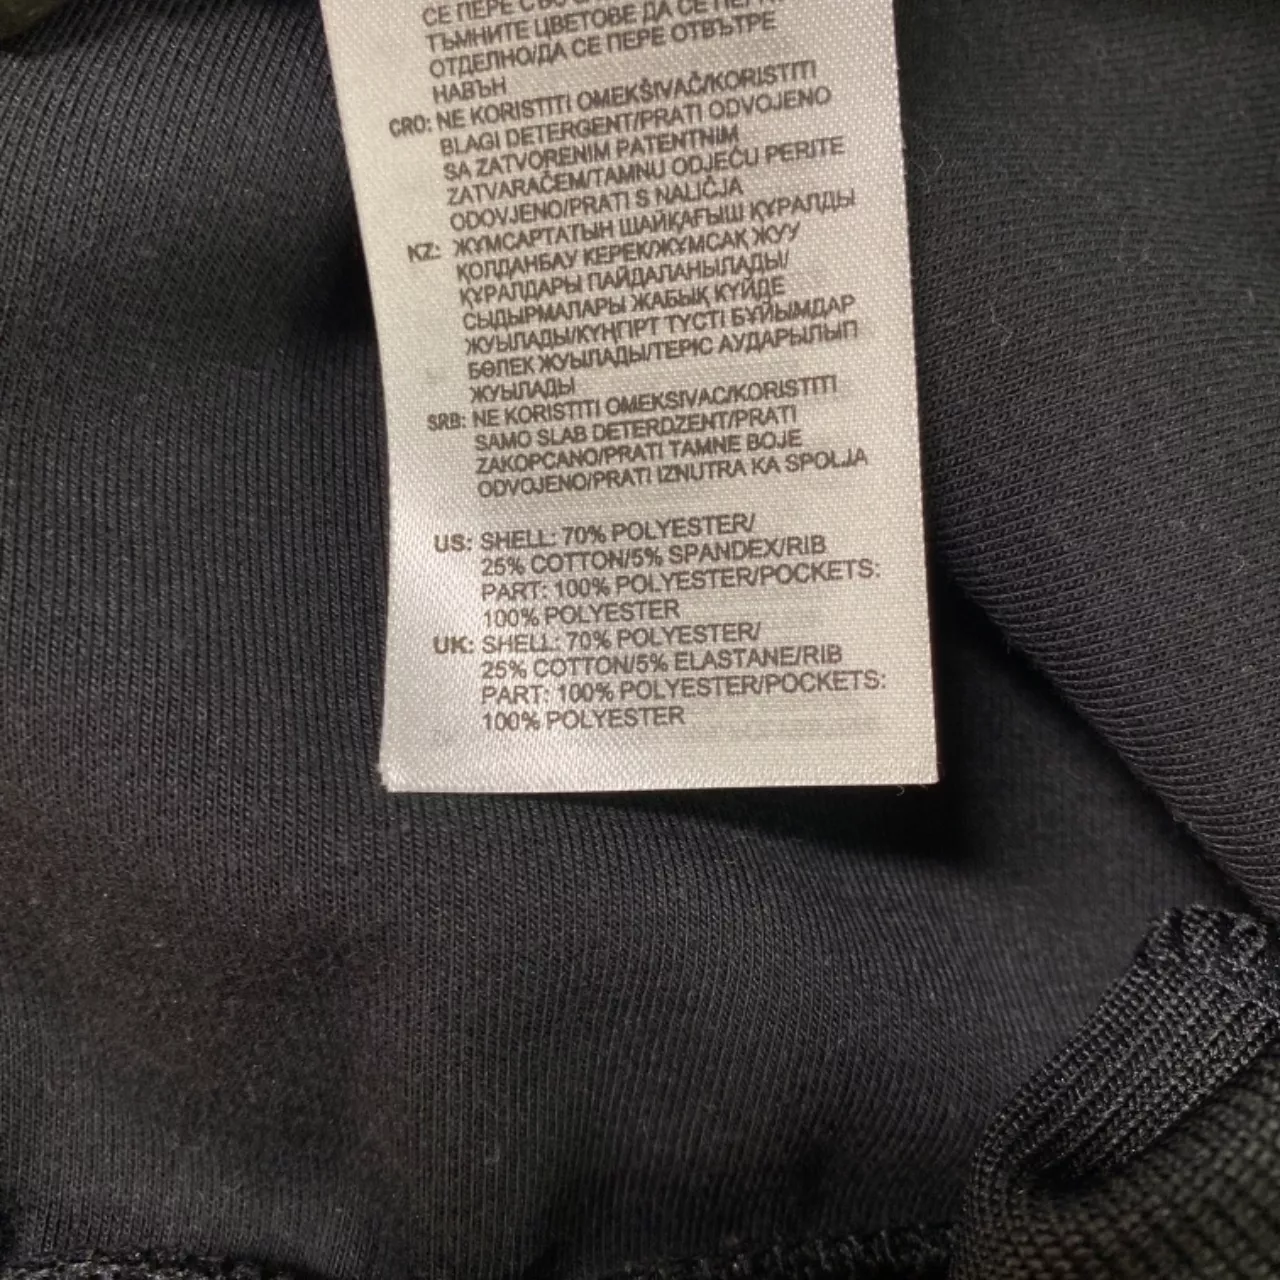 СЕ ПЕРЕ
ТЪМНИТЕ ЦВЕТОВЕ ДА СЕ
ОТДЕЛНО/ДА СЕ ПЕРЕ ОТВЪТРЕ
НАВЪН
CRO: NE KORISTITI OMEKŠIVAČ/KORISTITI
BLAGI DETERGENT/PRATI ODVOJENO
SA ZATVORENIM PATENTNIM
ZATVARAČEM/TAMNU ODJEĆU PERITE
ODOVJENO/PRATI S NALIČJA
KZ: ЖҰМСАРТАТЫН ШАЙҚАҒЫШ ҚҰРАЛДЫ
ҚОЛДАНБАУ КЕРЕК/ЖҰМСАҚ ЖУУ
ҚҰРАЛДАРЫ ПАЙДАЛАНЫЛАДЫ/
СЫДЫРМАЛАРЫ ЖАБЫҚ КҮЙДЕ
ЖУЫЛАДЫ/КҮҢГІРТ ТҮСТІ БҰЙЫМДАР
БӨЛЕК ЖУЫЛАДЫ/ТЕРІС АУДАРЫЛЫП
ЖУЫЛАДЫ
SRB: NE KORISTITI OMEKSIVAC/KORISTITI
SAMO SLAB DETERDZENT/PRATI
ZAKOPCANO/PRATI TAMNE BOJE
ODVOJENO/PRATI IZNUTRA KA SPOLJA
US: SHELL: 70% POLYESTER/
25% COTTON/5% SPANDEX/RIB
PART: 100% POLYESTER/POCKETS:
100% POLYESTER
UK: SHELL: 70% POLYESTER/
25% COTTON/5% ELASTANE/RIB
PART: 100% POLYESTER/POCKETS:
100% POLYESTER